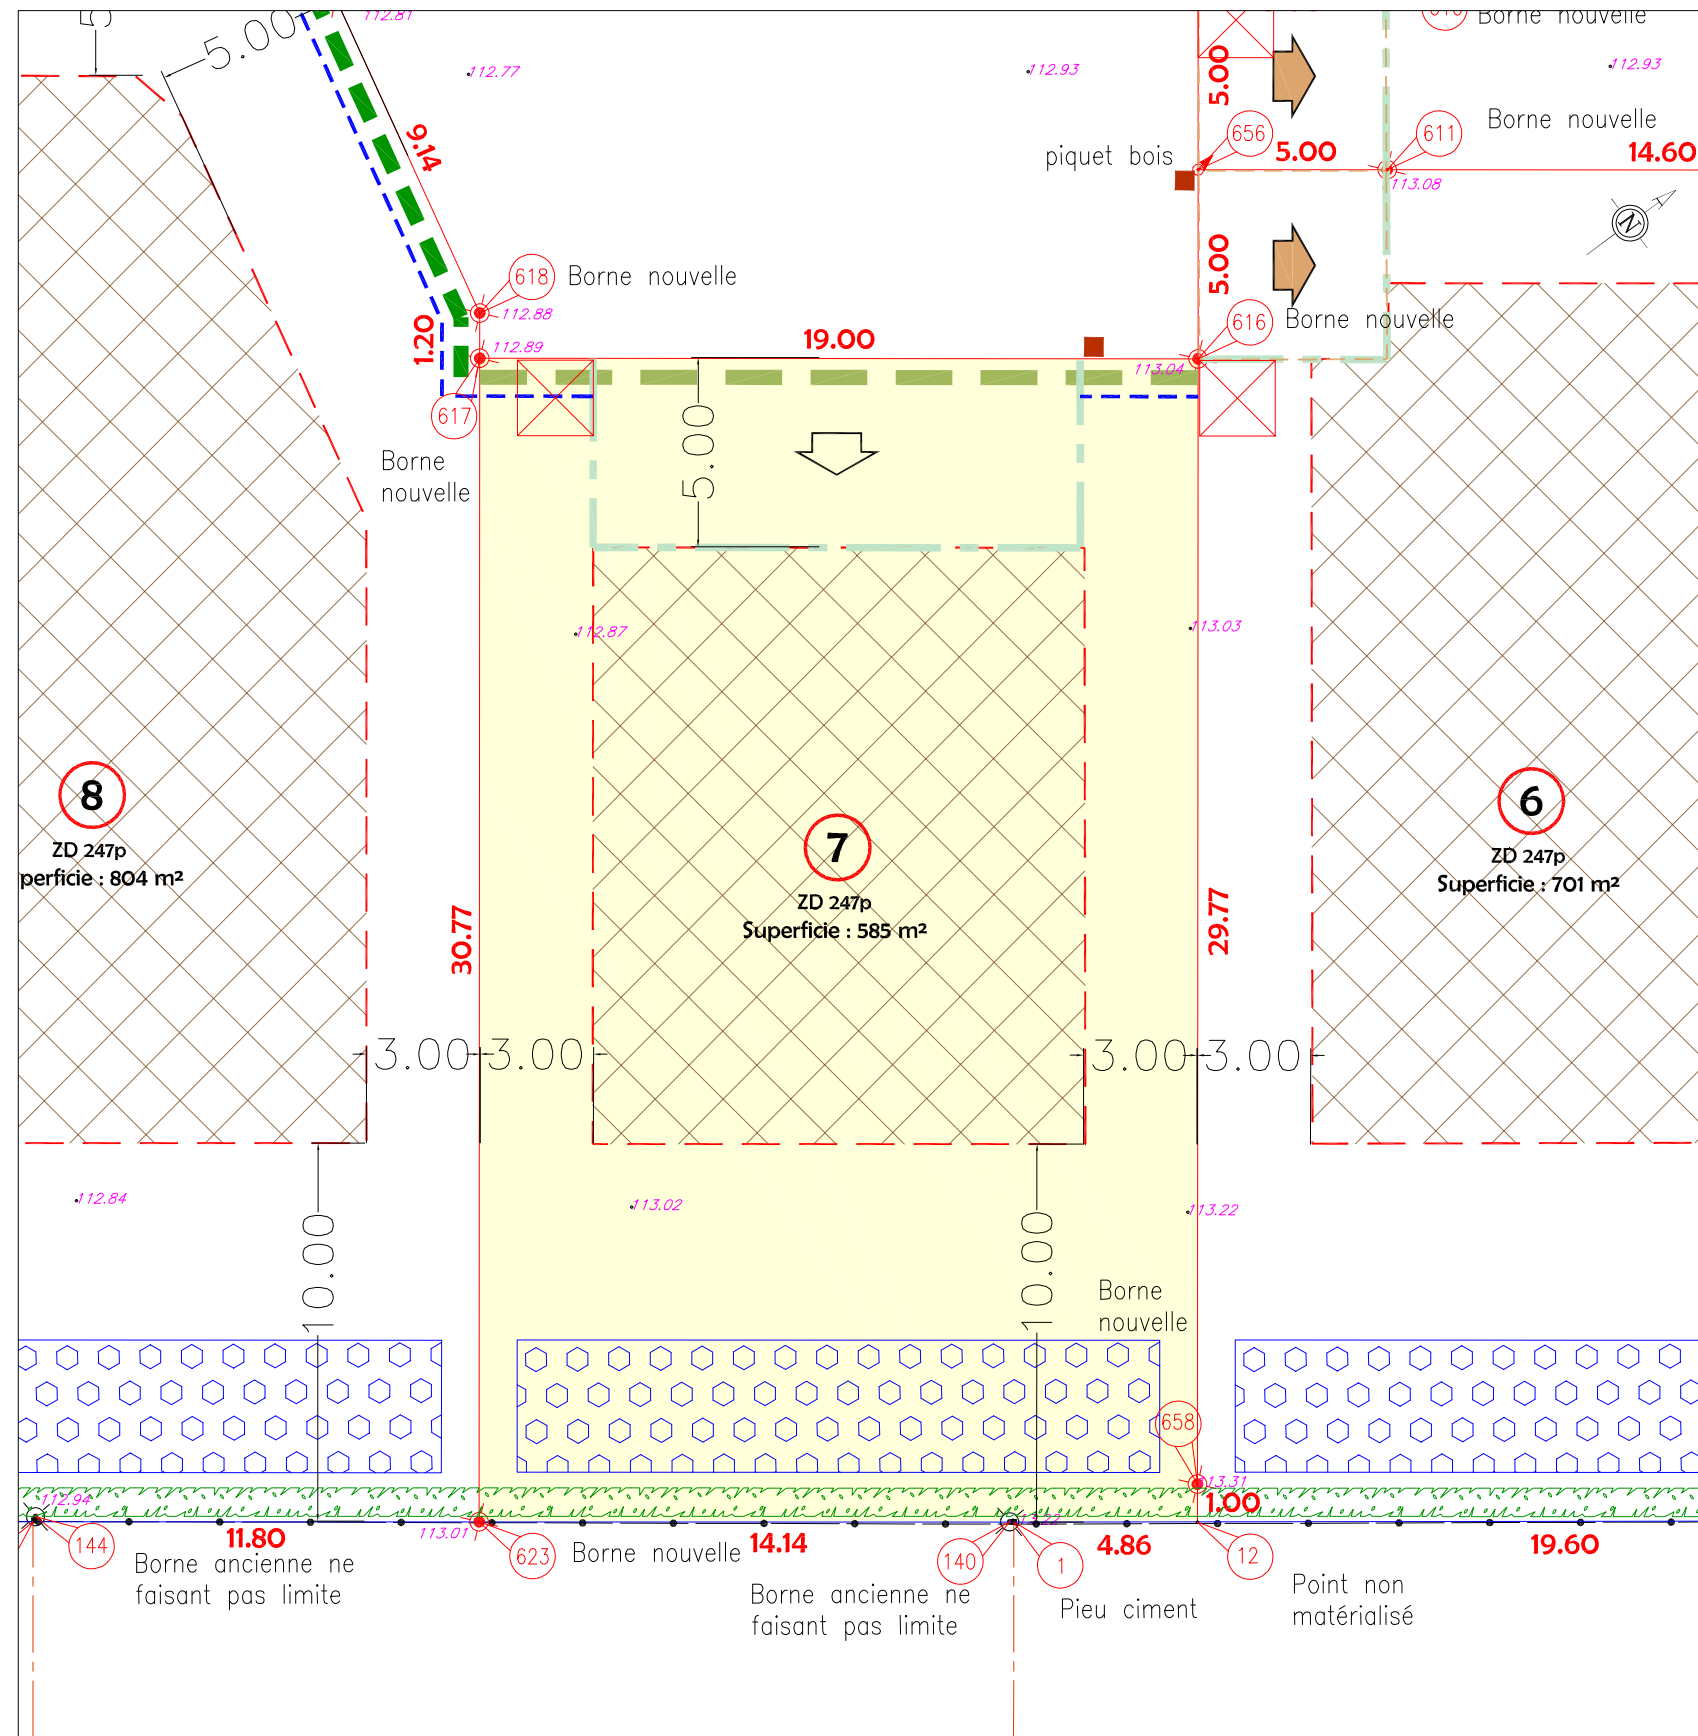 112.81
Borne nouvelle
5.00
112.77
112.93
5.00
112.93
9.14
656
611
Borne nouvelle
piquet bois
5.00
14.60
113.08
N
618
Borne nouvelle
5.00
112.88
616
Borne nouvelle
1.20
112.89
19.00
113.04
617
Borne
nouvelle
5.00
112.87
113.03
8
ZD 247p
perficie : 804 m²
7
ZD 247p
Superficie : 585 m²
6
ZD 247p
Superficie : 701 m²
30.77
29.77
3.00
3.00
3.00
3.00
112.84
113.02
113.22
10.00
10.00
Borne
nouvelle
658
112.94
13.31
1.00
144
11.80
113.01
623
Borne nouvelle
14.14
140
1
4.86
12
19.60
Borne ancienne ne
faisant pas limite
Borne ancienne ne
faisant pas limite
Pieu ciment
Point non
matérialisé